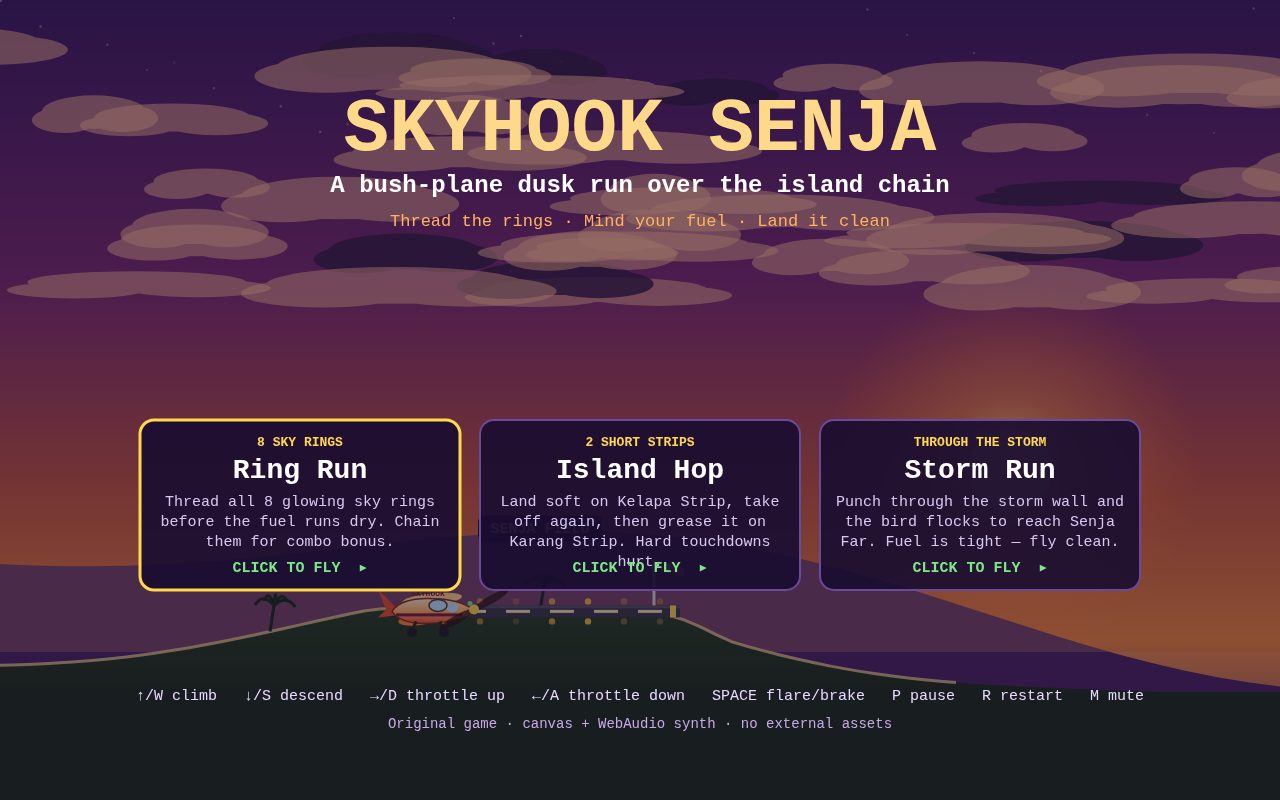 SKYHOOK SENJA
A bush-plane dusk run over the island chain
Thread the rings · Mind your fuel · Land it clean
8 SKY RINGS
Ring Run
Thread all 8 glowing sky rings
before the fuel runs dry. Chain
them for combo bonus.
CLICK TO FLY ▸
2 SHORT STRIPS
Island Hop
Land soft on Kelapa Strip, take
off again, then grease it on
Karang Strip. Hard touchdowns
hurt.
CLICK TO FLY ▸
THROUGH THE STORM
Storm Run
Punch through the storm wall and
the bird flocks to reach Senja
Far. Fuel is tight — fly clean.
CLICK TO FLY ▸
↑/W climb ↓/S descend →/D throttle up ←/A throttle down SPACE flare/brake P pause R restart M mute
Original game · canvas + WebAudio synth · no external assets